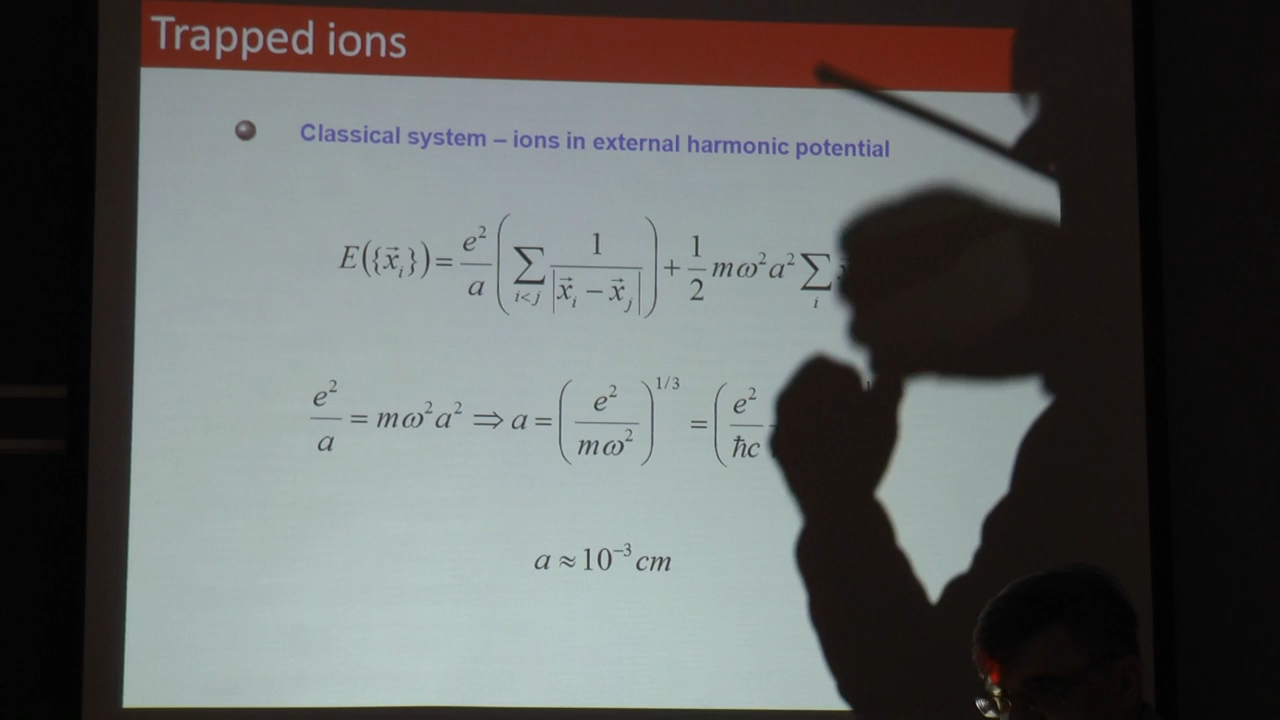 Trapped ions
Classical system – ions in external harmonic potential
E({x⃗ᵢ}) = e²/a ( ∑_{i<j} 1/|x⃗ᵢ − x⃗ⱼ| ) + 1/2 mω²a² ∑_i
e²/a = mω²a² ⇒ a = ( e²/mω² )^{1/3} = ( e²/ħc
a ≈ 10⁻³ cm